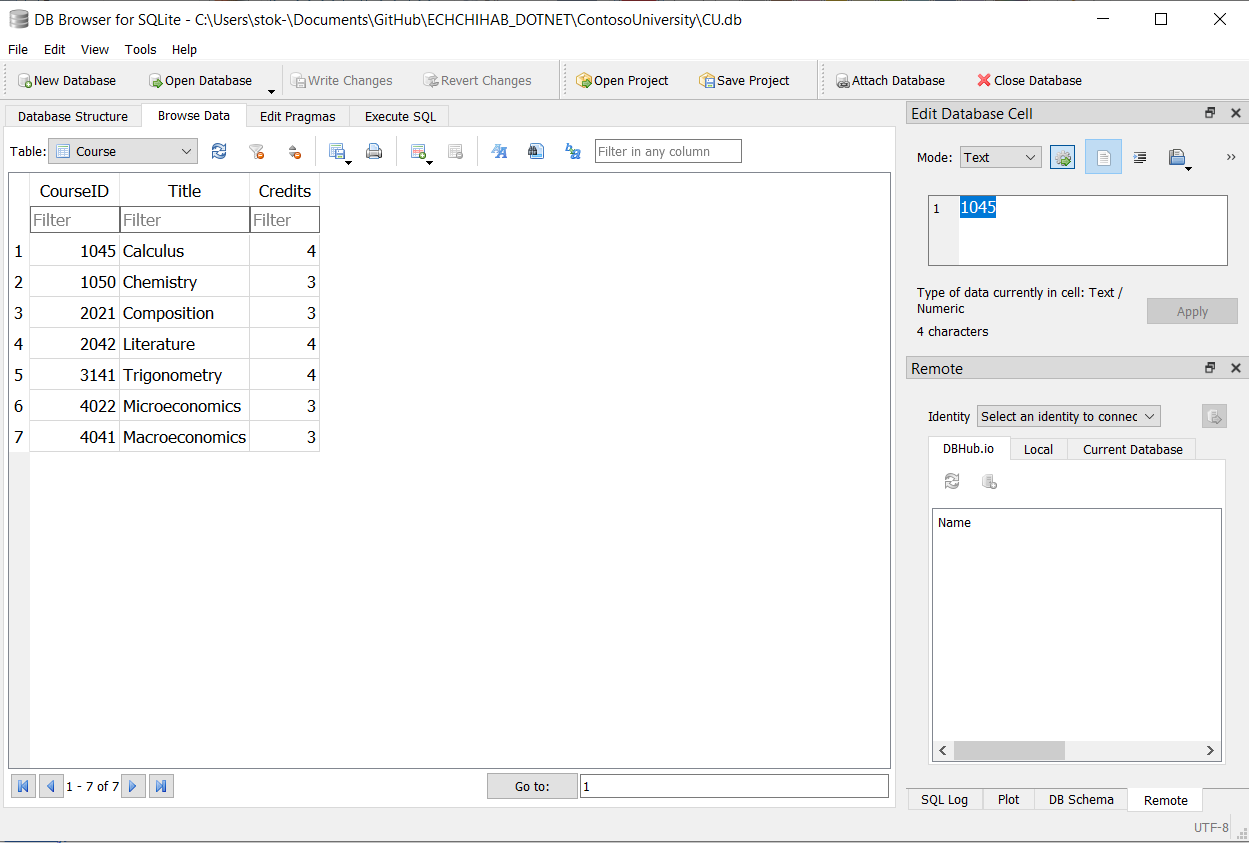 DB Browser for SQLite - C:\Users\stok-\Documents\GitHub\ECHCHIHAB_DOTNET\ContosoUniversity\CU.db
File Edit View Tools Help
New Database Open Database Write Changes Revert Changes Open Project Save Project Attach Database Close Database
Database Structure Browse Data Edit Pragmas Execute SQL
Table: Course Filter in any column
CourseID Title Credits
Filter Filter Filter
1 1045 Calculus 4
2 1050 Chemistry 3
3 2021 Composition 3
4 2042 Literature 4
5 3141 Trigonometry 4
6 4022 Microeconomics 3
7 4041 Macroeconomics 3
1 - 7 of 7 Go to: 1
Edit Database Cell
Mode: Text
1 1045
Type of data currently in cell: Text /
Numeric
Apply
4 characters
Remote
Identity Select an identity to connec
DBHub.io Local Current Database
Name
SQL Log Plot DB Schema Remote
UTF-8